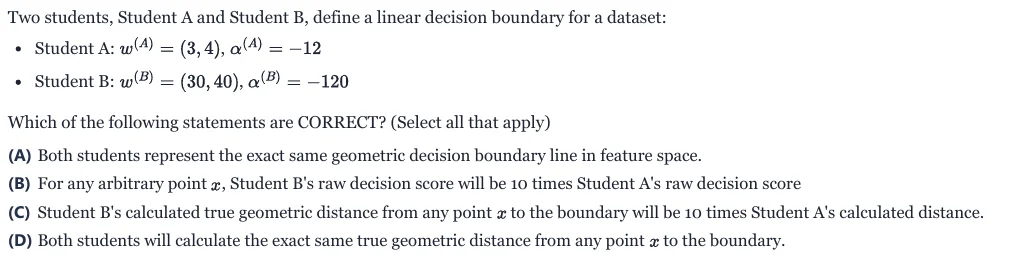 Two students, Student A and Student B, define a linear decision boundary for a dataset:
• Student A: w^(A) = (3, 4), α^(A) = −12
• Student B: w^(B) = (30, 40), α^(B) = −120
Which of the following statements are CORRECT? (Select all that apply)
(A) Both students represent the exact same geometric decision boundary line in feature space.
(B) For any arbitrary point x, Student B's raw decision score will be 10 times Student A's raw decision score
(C) Student B's calculated true geometric distance from any point x to the boundary will be 10 times Student A's calculated distance.
(D) Both students will calculate the exact same true geometric distance from any point x to the boundary.